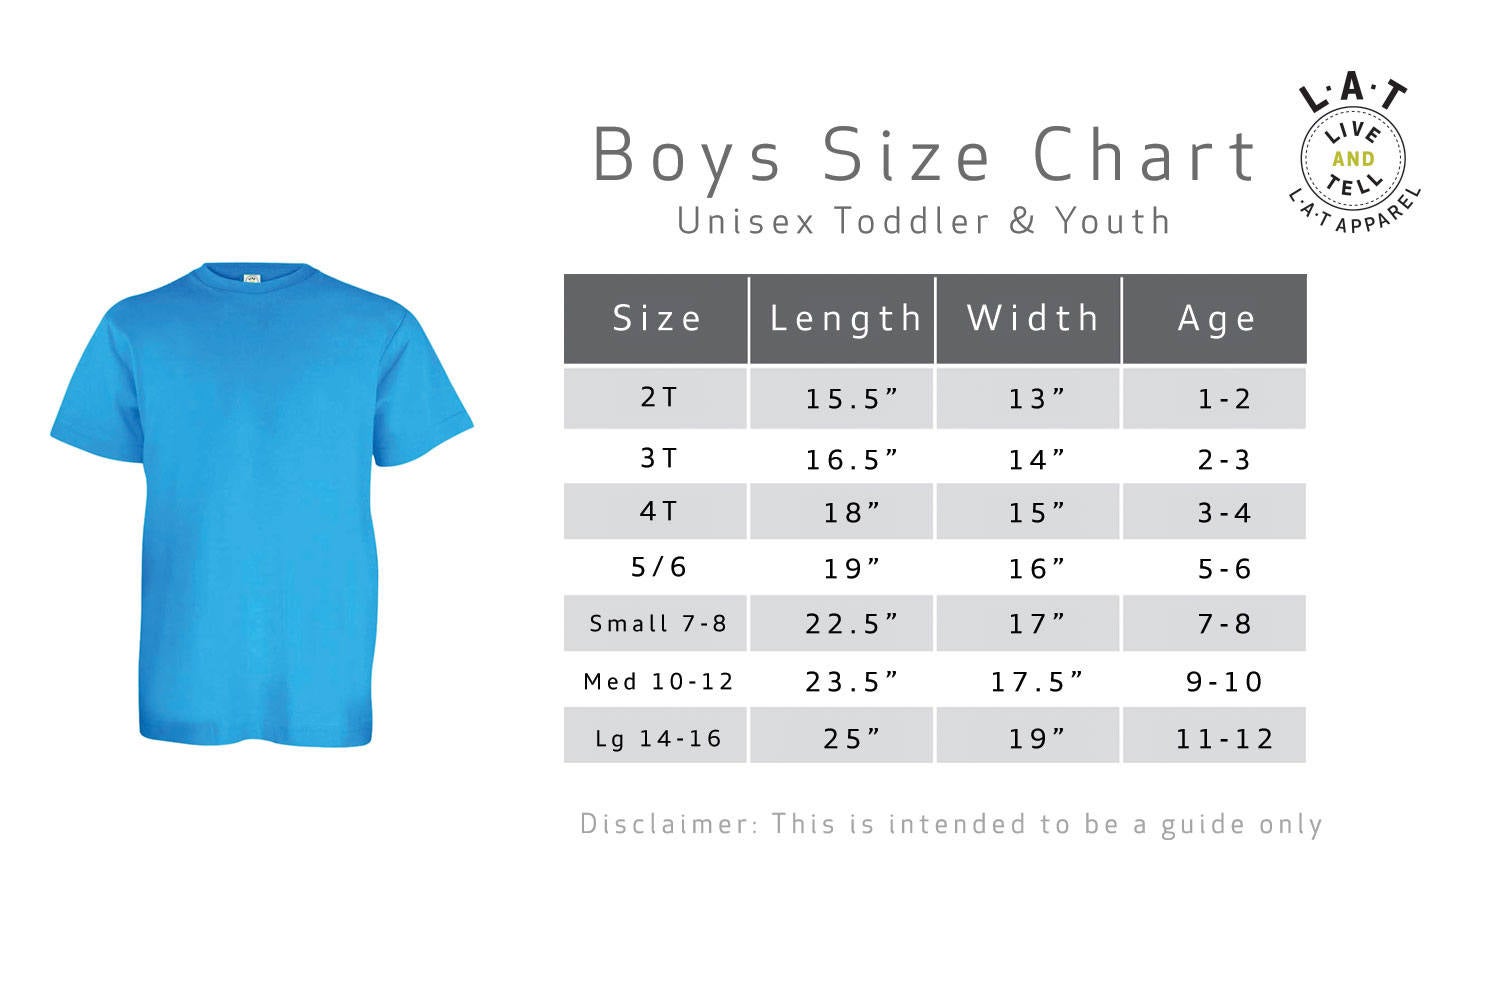 L·A·T
LIVE
AND
TELL
L·A·T APPAREL
Boys Size Chart
Unisex Toddler & Youth
Size Length Width Age
2T 15.5” 13” 1-2
3T 16.5” 14” 2-3
4T 18” 15” 3-4
5/6 19” 16” 5-6
Small 7-8 22.5” 17” 7-8
Med 10-12 23.5” 17.5” 9-10
Lg 14-16 25” 19” 11-12
Disclaimer: This is intended to be a guide only